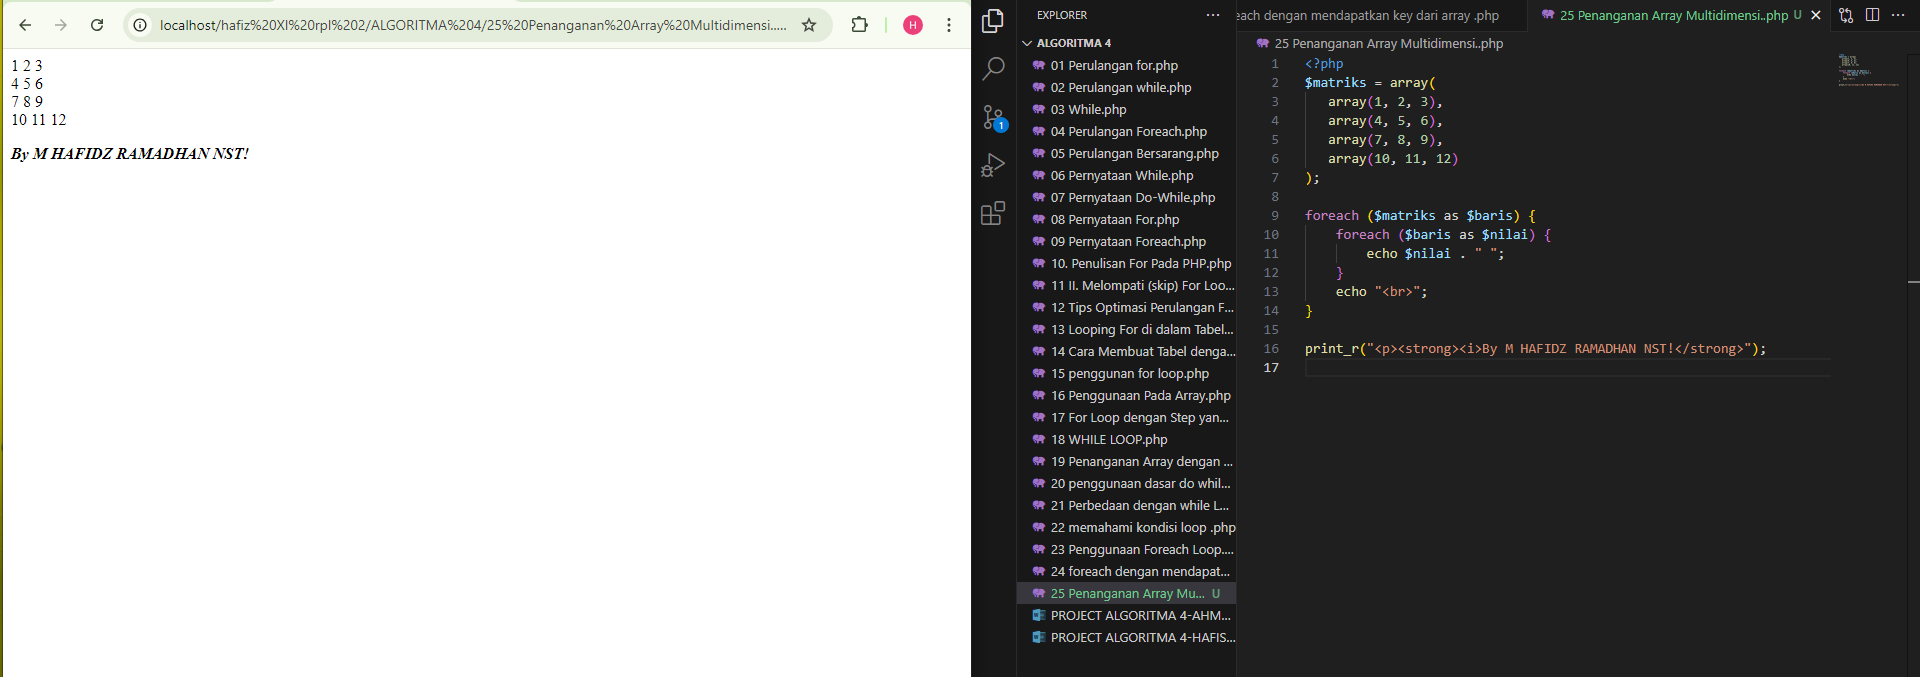 localhost/hafiz%20XI%20rpl%202/ALGORITMA%204/25%20Penanganan%20Array%20Multidimensi.....
H
1 2 3
4 5 6
7 8 9
10 11 12
By M HAFIDZ RAMADHAN NST!
1
EXPLORER
ALGORITMA 4
01 Perulangan for.php
02 Perulangan while.php
03 While.php
04 Perulangan Foreach.php
05 Perulangan Bersarang.php
06 Pernyataan While.php
07 Pernyataan Do-While.php
08 Pernyataan For.php
09 Pernyataan Foreach.php
10. Penulisan For Pada PHP.php
11 II. Melompati (skip) For Loo...
12 Tips Optimasi Perulangan F...
13 Looping For di dalam Tabel...
14 Cara Membuat Tabel denga...
15 penggunan for loop.php
16 Penggunaan Pada Array.php
17 For Loop dengan Step yan...
18 WHILE LOOP.php
19 Penanganan Array dengan ...
20 penggunaan dasar do whil...
21 Perbedaan dengan while L...
22 memahami kondisi loop .php
23 Penggunaan Foreach Loop....
24 foreach dengan mendapat...
25 Penanganan Array Mu... U
PROJECT ALGORITMA 4-AHM...
PROJECT ALGORITMA 4-HAFIS...
each dengan mendapatkan key dari array .php
25 Penanganan Array Multidimensi..php U
25 Penanganan Array Multidimensi..php
1 <?php
2 $matriks = array(
3 array(1, 2, 3),
4 array(4, 5, 6),
5 array(7, 8, 9),
6 array(10, 11, 12)
7 );
8
9 foreach ($matriks as $baris) {
10 foreach ($baris as $nilai) {
11 echo $nilai . " ";
12 }
13 echo "<br>";
14 }
15
16 print_r("<p><strong><i>By M HAFIDZ RAMADHAN NST!</strong>");
17